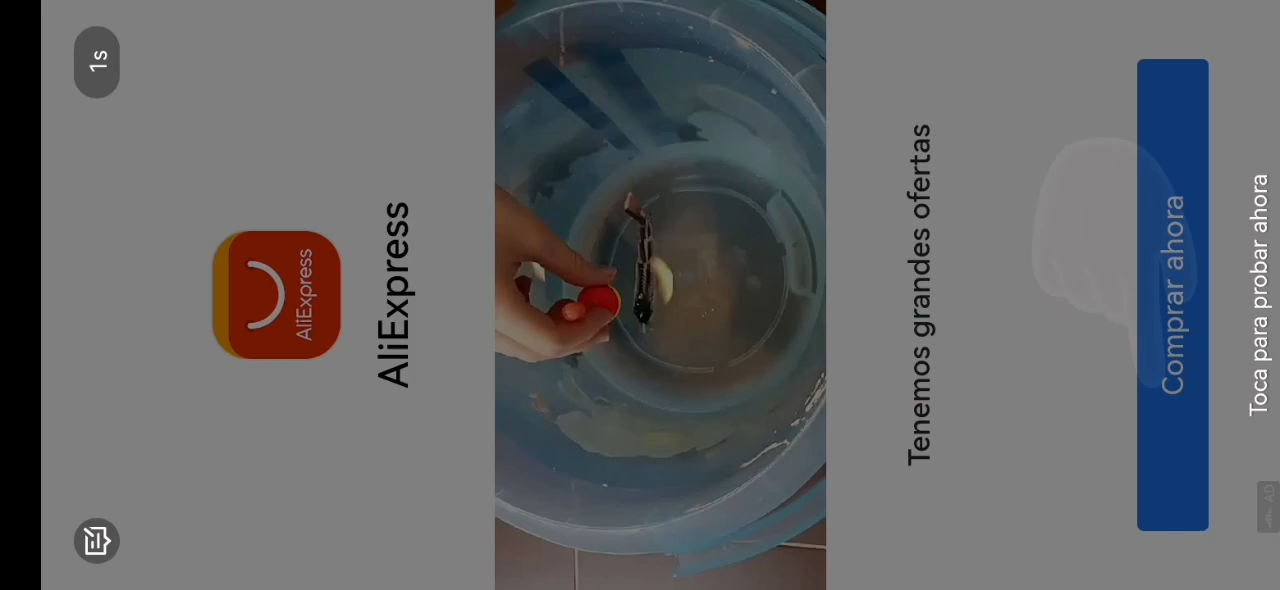 1s
AliExpress
AliExpress
Tenemos grandes ofertas
Comprar ahora
Toca para probar ahora
AD